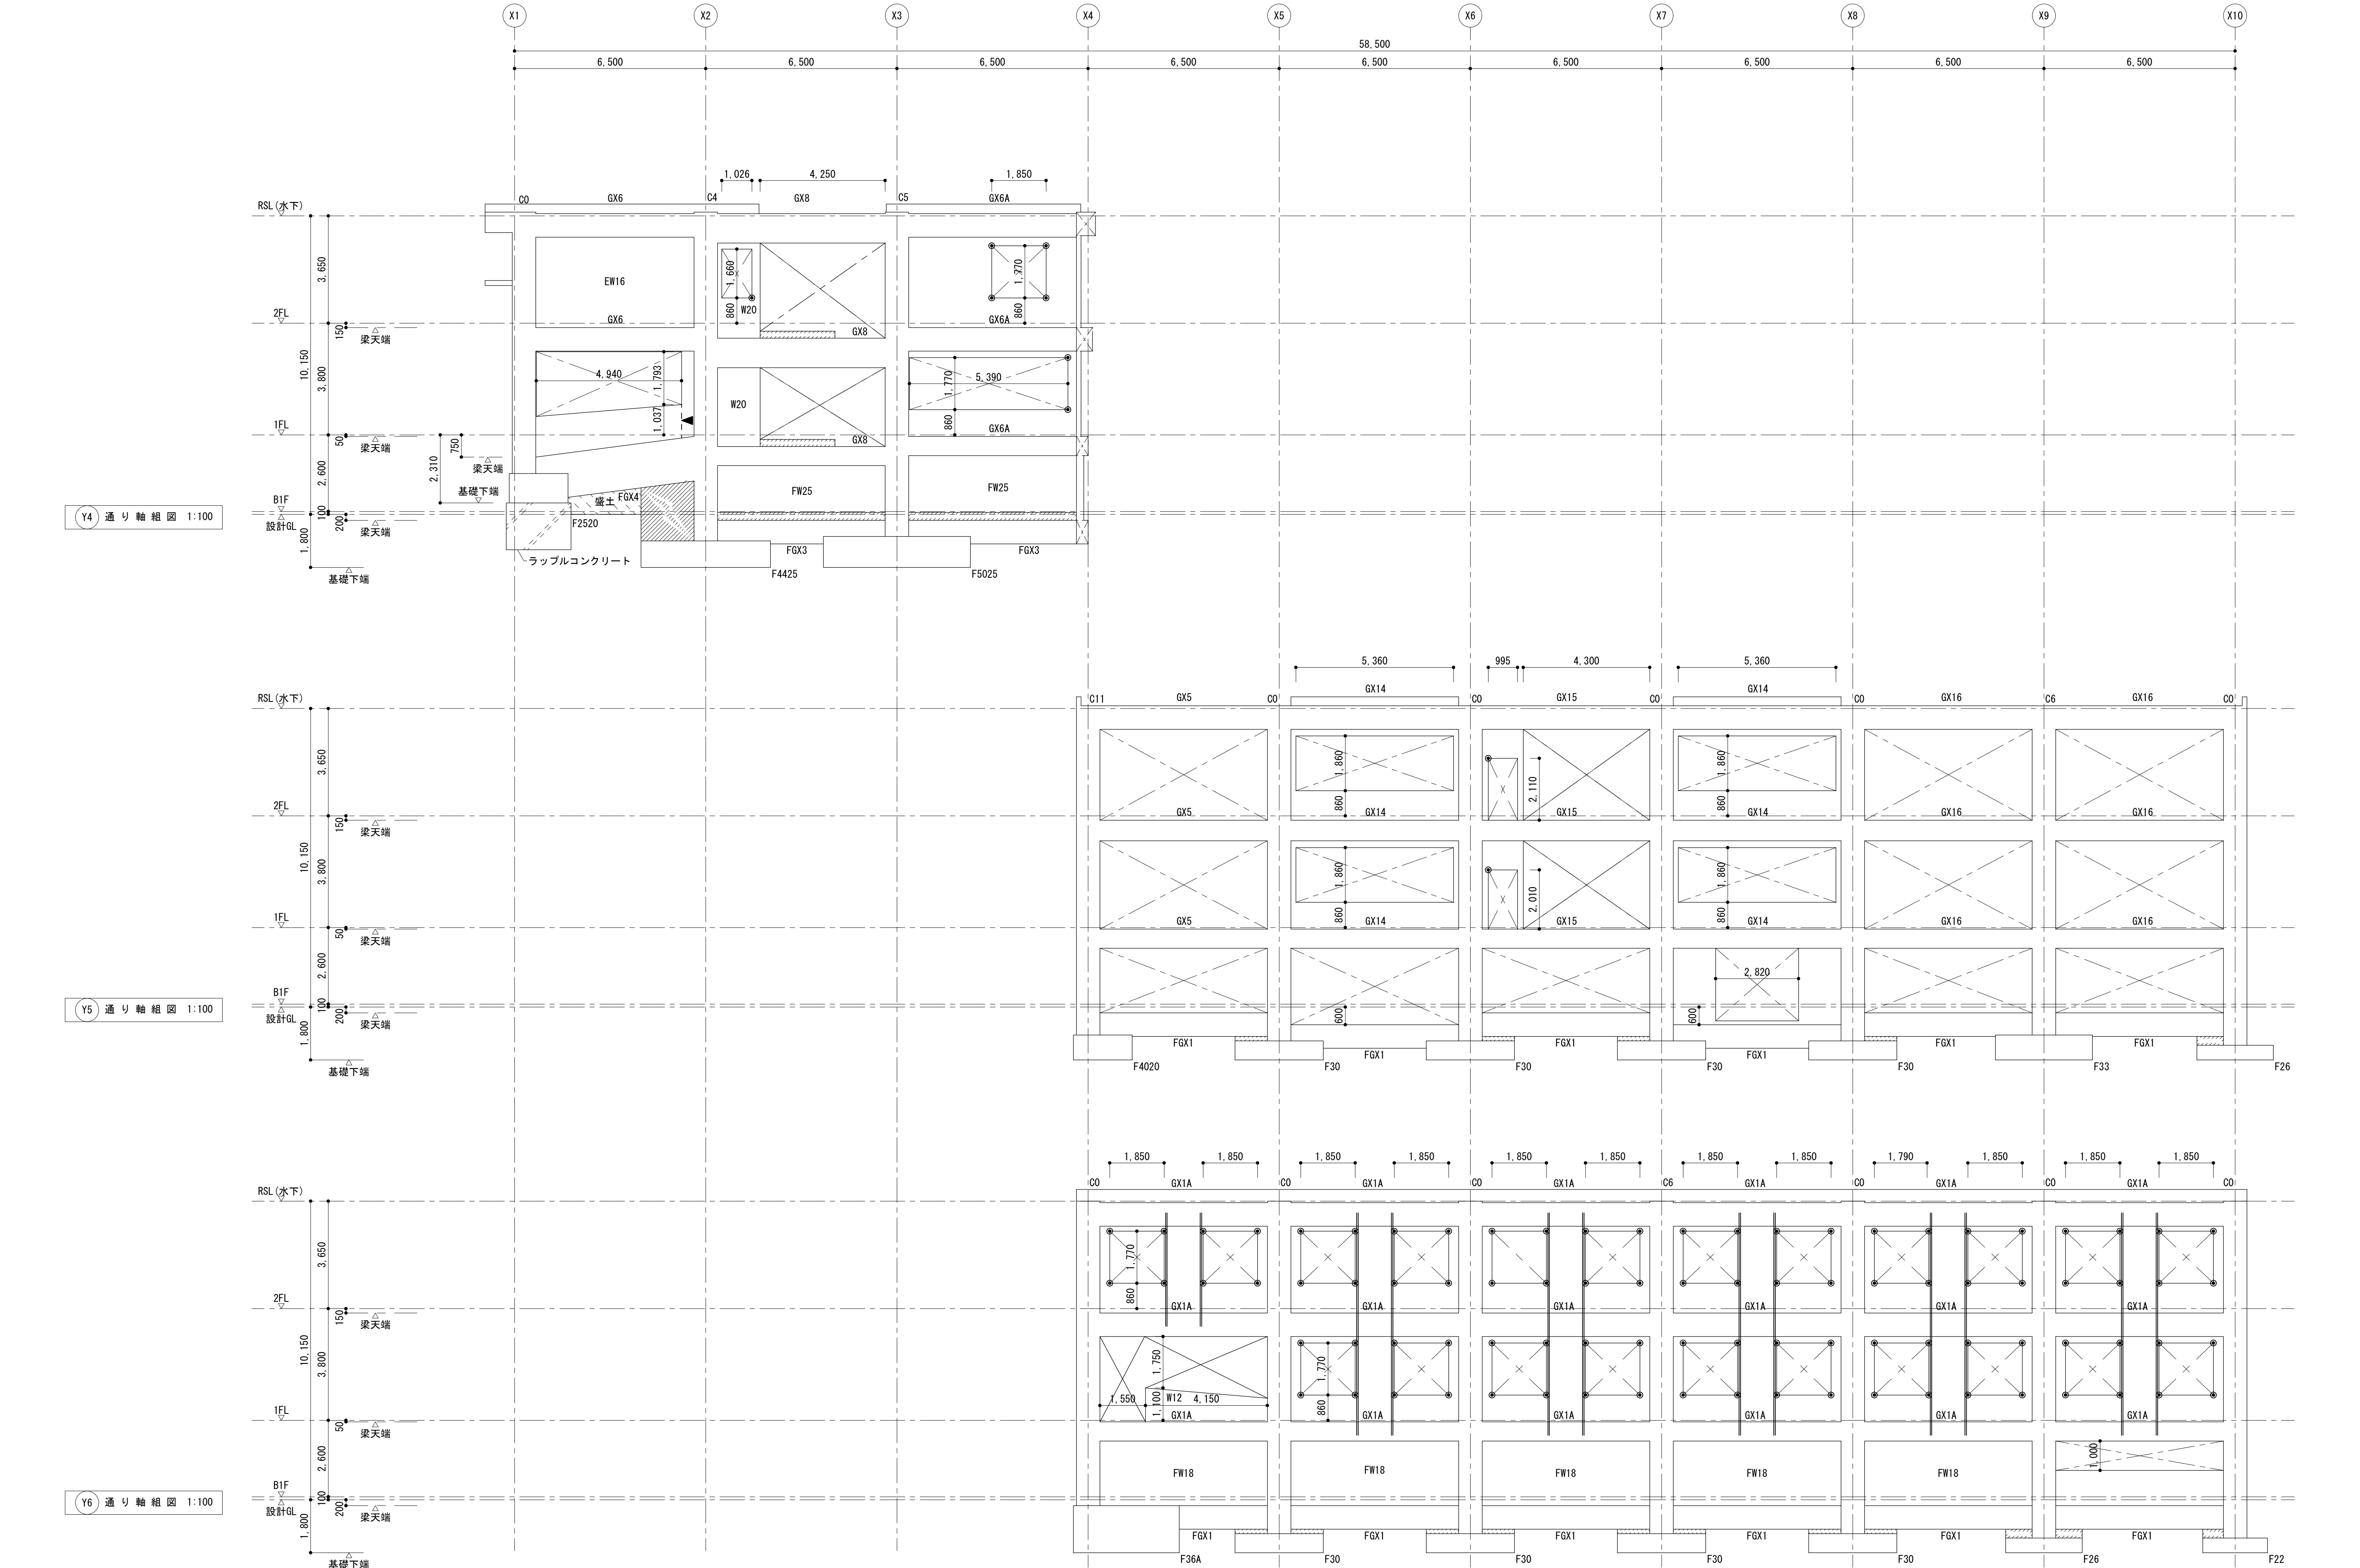 X1 X2 X3 X4 X5 X6 X7 X8 X9 X10
58,500
6,500 6,500 6,500 6,500 6,500 6,500 6,500 6,500 6,500
1,026 4,250 1,850
C0 GX6 C4 GX8 C5 GX6A
RSL(水下)
3,650
EW16
1,660
860
W20
1,770
860
2FL
GX6
GX8
GX6A
150
梁天端
10,150
3,800
4,940
1,793
1,037
W20
1,770
5,390
860
1FL
GX8
GX6A
50
梁天端
750
梁天端
2,310
2,600
基礎下端
盛土
FGX4
FW25
FW25
B1F
100
設計GL
200
梁天端
F2520
Y4 通り軸組図 1:100
1,800
ラップルコンクリート
FGX3
FGX3
基礎下端
F4425
F5025
5,360 995 4,300 5,360
RSL(水下)
C11 GX5 C0 GX14 C0 GX15 C0 GX14 C0 GX16 C6 GX16 C0
3,650
1,860
860
2,110
1,860
860
2FL
GX5 GX14 GX15 GX14 GX16 GX16
150
梁天端
10,150
3,800
1,860
860
2,010
1,860
860
1FL
GX5 GX14 GX15 GX14 GX16 GX16
50
梁天端
2,600
2,820
B1F
100
600
600
設計GL
200
梁天端
Y5 通り軸組図 1:100
1,800
FGX1 FGX1 FGX1 FGX1 FGX1 FGX1
基礎下端
F4020 F30 F30 F30 F30 F33 F26
1,850 1,850 1,850 1,850 1,850 1,850 1,850 1,850 1,790 1,850 1,850 1,850
RSL(水下)
C0 GX1A C0 GX1A C0 GX1A C6 GX1A C0 GX1A C0 GX1A C0
3,650
1,770
860
2FL
GX1A GX1A GX1A GX1A GX1A GX1A
150
梁天端
10,150
3,800
1,750
1,770
1,550
1,100
W12
4,150
860
1FL
GX1A GX1A GX1A GX1A GX1A GX1A
50
梁天端
2,600
1,000
FW18 FW18 FW18 FW18 FW18
B1F
100
設計GL
200
梁天端
Y6 通り軸組図 1:100
1,800
FGX1 FGX1 FGX1 FGX1 FGX1 FGX1
基礎下端
F36A F30 F30 F30 F30 F26 F22